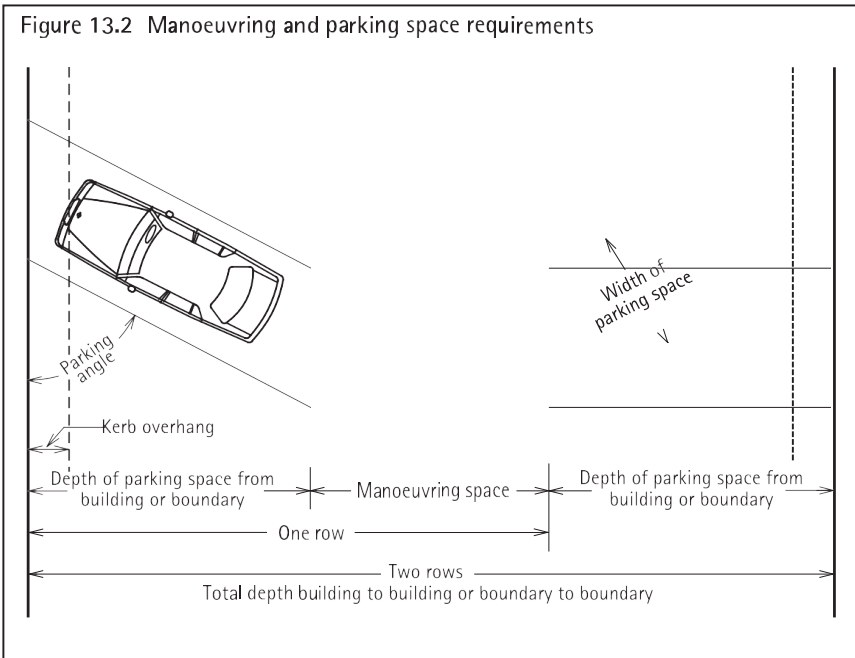 Figure 13.2 Manoeuvring and parking space requirements
Width of
parking space
Parking
angle
Kerb overhang
Depth of parking space from
building or boundary
Manoeuvring space
Depth of parking space from
building or boundary
One row
Two rows
Total depth building to building or boundary to boundary